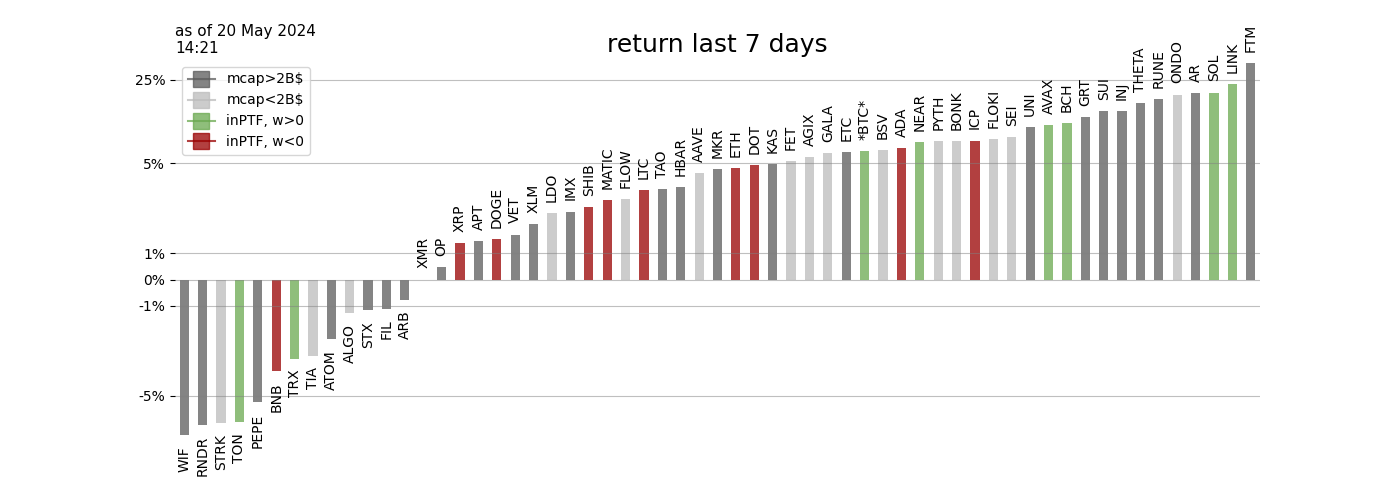 as of 20 May 2024
14:21
return last 7 days
mcap>2B$
mcap<2B$
inPTF, w>0
inPTF, w<0
25%
5%
1%
0%
-1%
-5%
WIF
RNDR
STRK
TON
PEPE
BNB
TRX
TIA
ATOM
ALGO
STX
FIL
ARB
XMR
OP
XRP
APT
DOGE
VET
XLM
LDO
IMX
SHIB
MATIC
FLOW
LTC
TAO
HBAR
AAVE
MKR
ETH
DOT
KAS
FET
AGIX
GALA
ETC
*BTC*
BSV
ADA
NEAR
PYTH
BONK
ICP
FLOKI
SEI
UNI
AVAX
BCH
GRT
SUI
INJ
THETA
RUNE
ONDO
AR
SOL
LINK
FTM